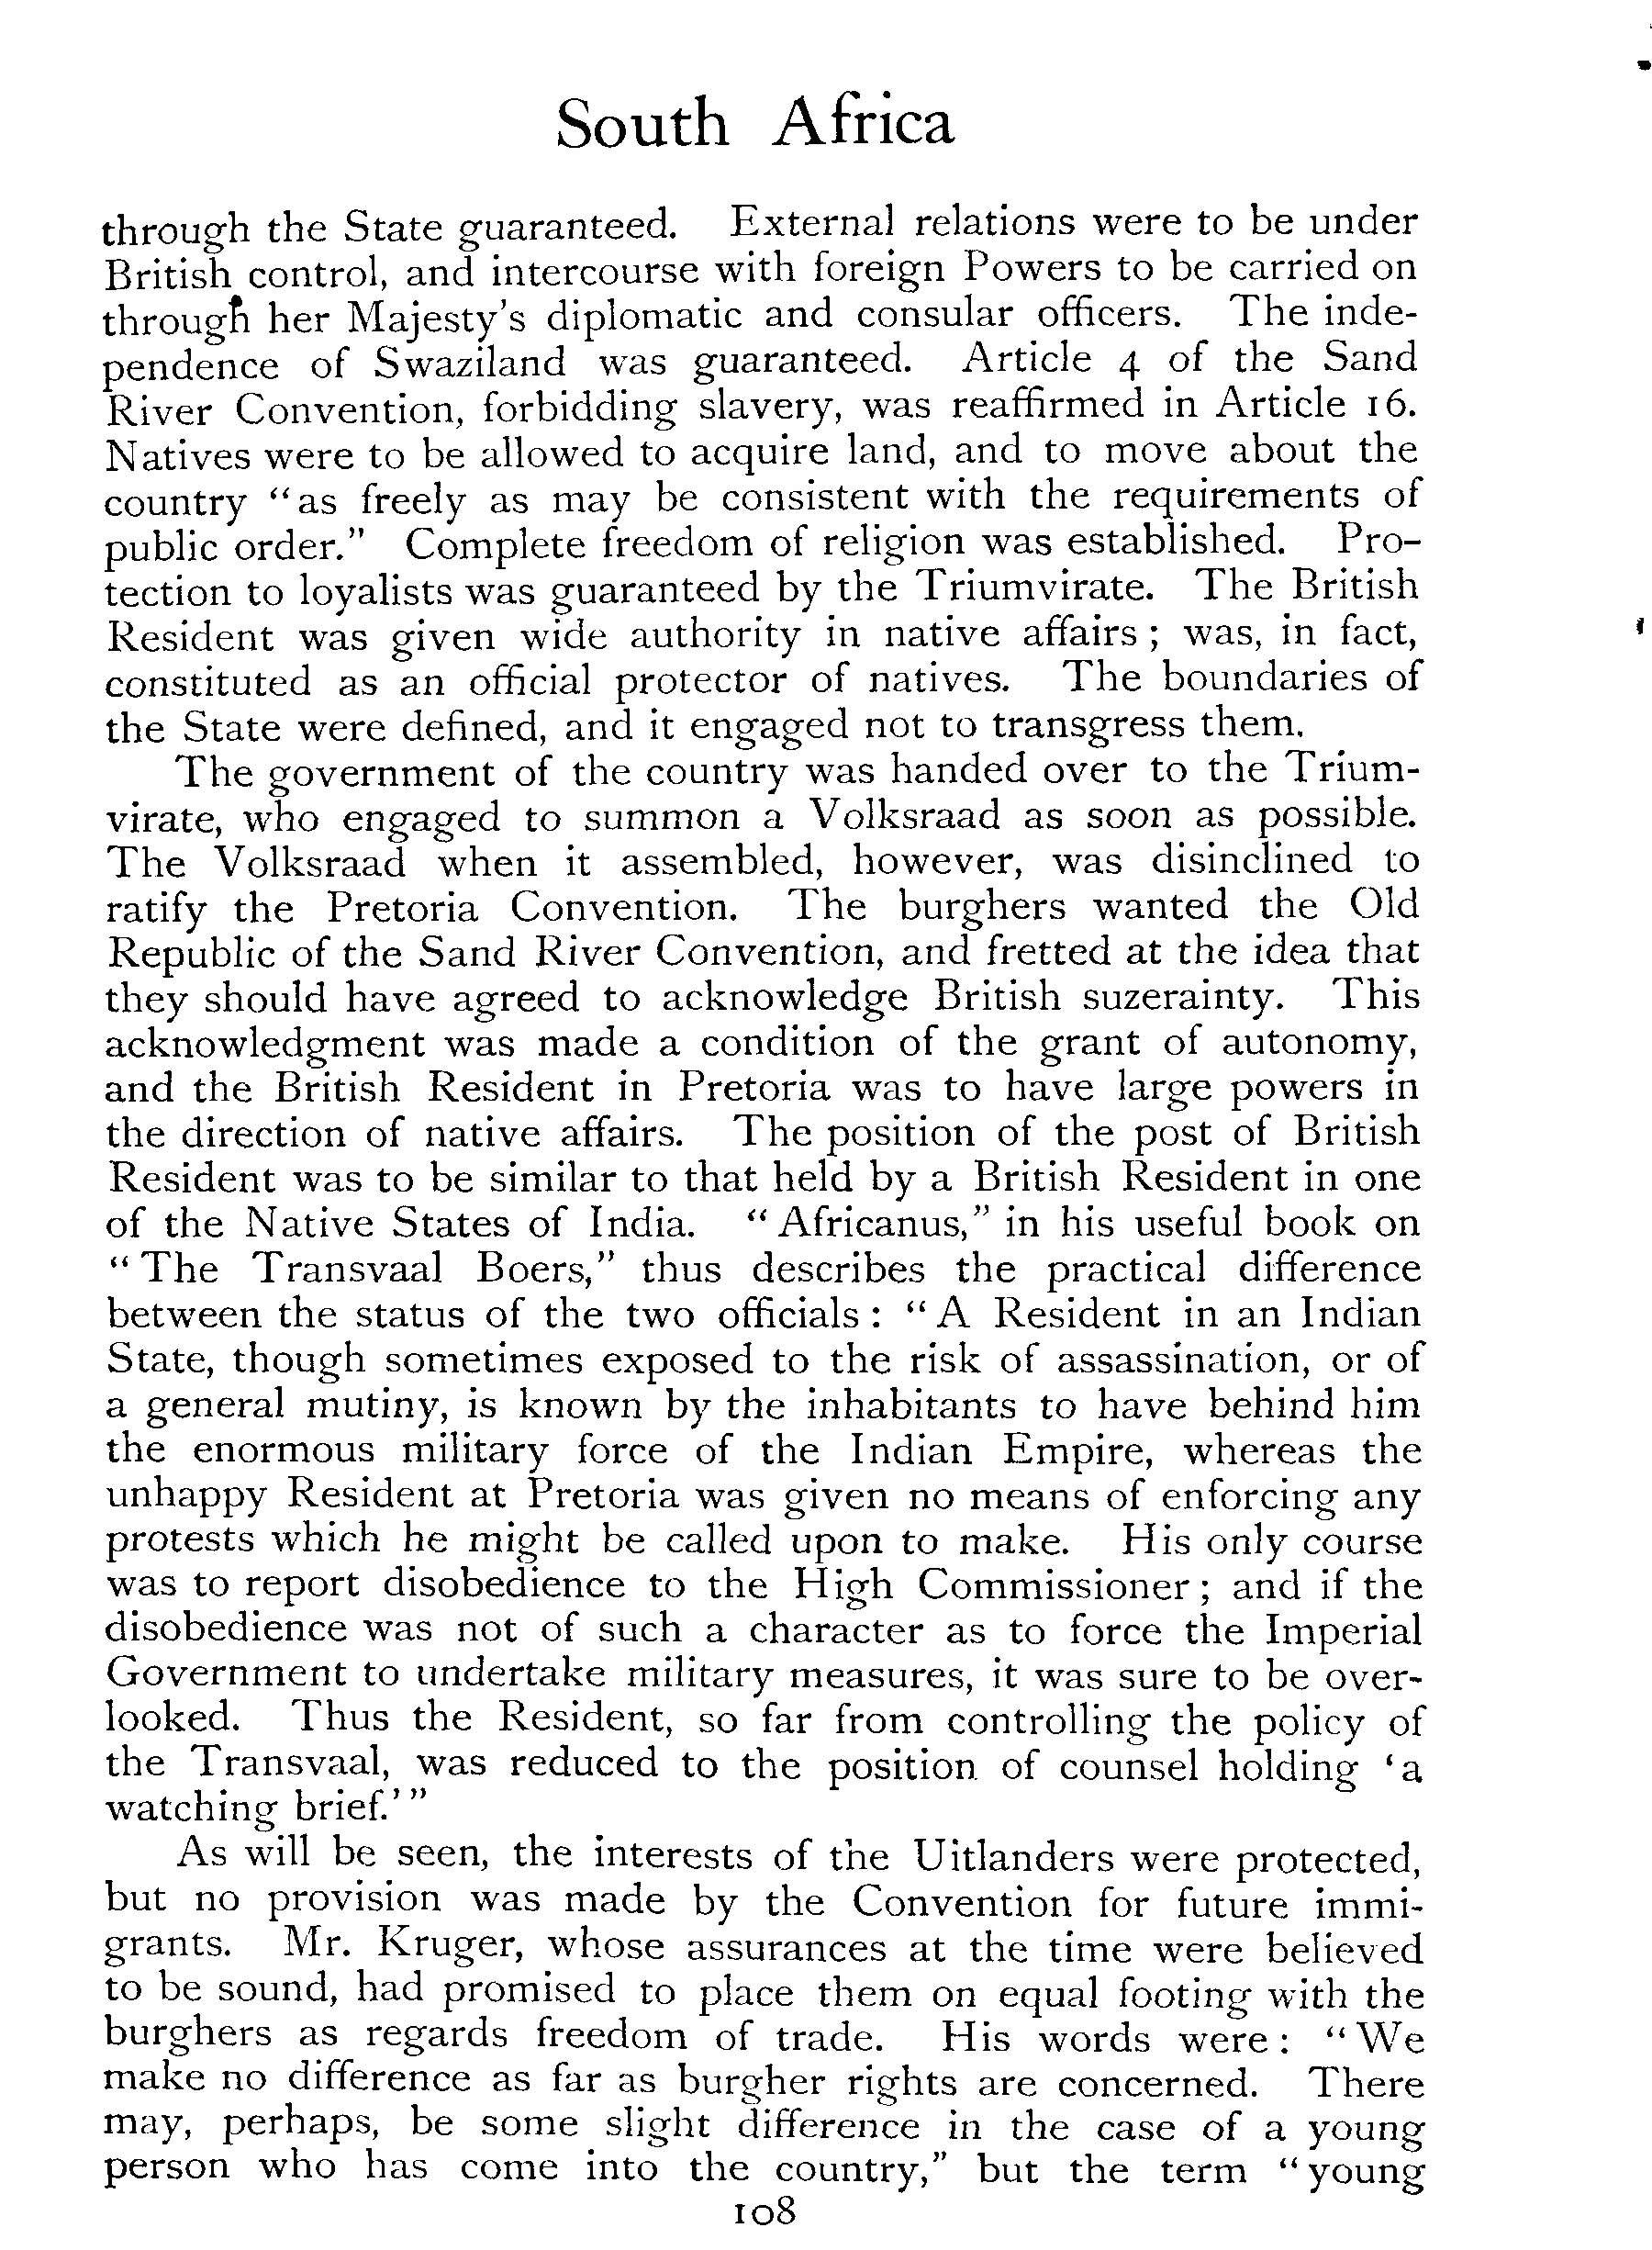 South Africa
through the State guaranteed. External relations were to be under
British control, and intercourse with foreign Powers to be carried on
through her Majesty's diplomatic and consular officers. The inde-
pendence of Swaziland was guaranteed. Article 4 of the Sand
River Convention, forbidding slavery, was reaffirmed in Article 16.
Natives were to be allowed to acquire land, and to move about the
country "as freely as may be consistent with the requirements of
public order." Complete freedom of religion was established. Pro-
tection to loyalists was guaranteed by the Triumvirate. The British
Resident was given wide authority in native affairs; was, in fact,
constituted as an official protector of natives. The boundaries of
the State were defined, and it engaged not to transgress them.
The government of the country was handed over to the Trium-
virate, who engaged to summon a Volksraad as soon as possible.
The Volksraad when it assembled, however, was disinclined to
ratify the Pretoria Convention. The burghers wanted the Old
Republic of the Sand River Convention, and fretted at the idea that
they should have agreed to acknowledge British suzerainty. This
acknowledgment was made a condition of the grant of autonomy,
and the British Resident in Pretoria was to have large powers in
the direction of native affairs. The position of the post of British
Resident was to be similar to that held by a British Resident in one
of the Native States of India. "Africanus," in his useful book on
"The Transvaal Boers," thus describes the practical difference
between the status of the two officials: "A Resident in an Indian
State, though sometimes exposed to the risk of assassination, or of
a general mutiny, is known by the inhabitants to have behind him
the enormous military force of the Indian Empire, whereas the
unhappy Resident at Pretoria was given no means of enforcing any
protests which he might be called upon to make. His only course
was to report disobedience to the High Commissioner; and if the
disobedience was not of such a character as to force the Imperial
Government to undertake military measures, it was sure to be over-
looked. Thus the Resident, so far from controlling the policy of
the Transvaal, was reduced to the position of counsel holding 'a
watching brief.'"
As will be seen, the interests of the Uitlanders were protected,
but no provision was made by the Convention for future immi-
grants. Mr. Kruger, whose assurances at the time were believed
to be sound, had promised to place them on equal footing with the
burghers as regards freedom of trade. His words were: "We
make no difference as far as burgher rights are concerned. There
may, perhaps, be some slight difference in the case of a young
person who has come into the country," but the term "young
108